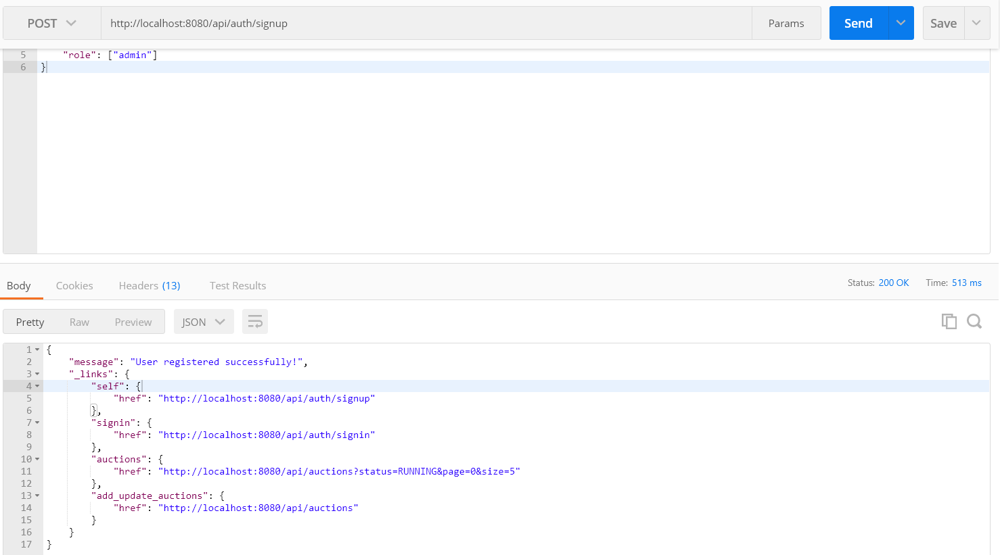 POST http://localhost:8080/api/auth/signup Params Send Save
5 "role": ["admin"]
6 }
Body Cookies Headers (13) Test Results Status: 200 OK Time: 513 ms
Pretty Raw Preview JSON
1 {
2 "message": "User registered successfully!",
3 "_links": {
4 "self": {
5 "href": "http://localhost:8080/api/auth/signup"
6 },
7 "signin": {
8 "href": "http://localhost:8080/api/auth/signin"
9 },
10 "auctions": {
11 "href": "http://localhost:8080/api/auctions?status=RUNNING&page=0&size=5"
12 },
13 "add_update_auctions": {
14 "href": "http://localhost:8080/api/auctions"
15 }
16 }
17 }